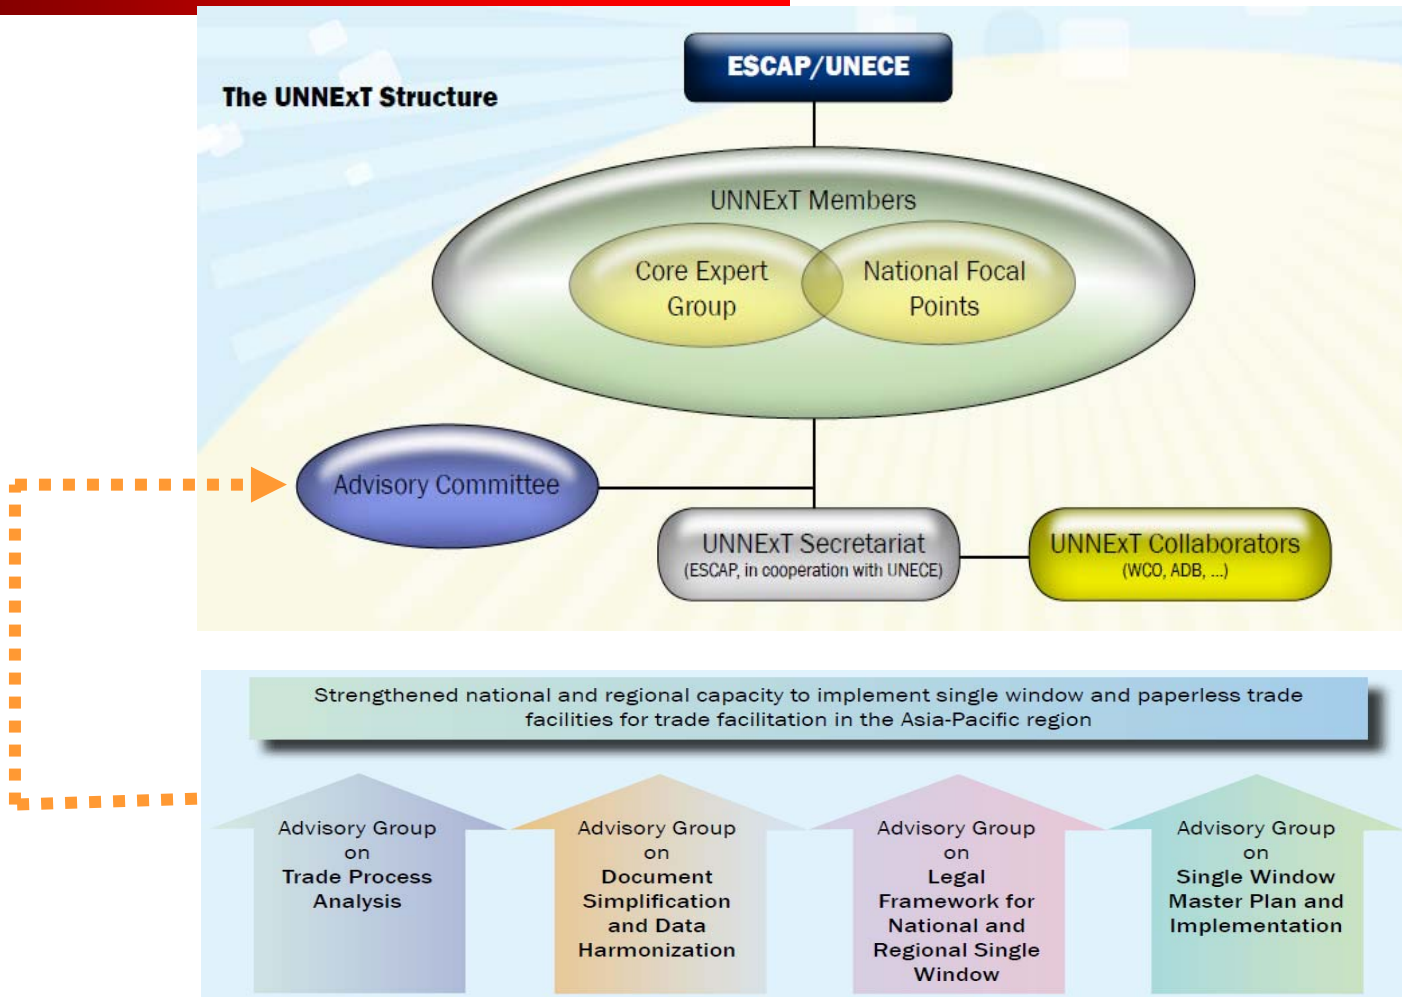 ESCAP/UNECE
The UNNExT Structure
UNNExT Members
Core Expert
Group
National Focal
Points
Advisory Committee
UNNExT Secretariat
(ESCAP, in cooperation with UNECE)
UNNExT Collaborators
(WCO, ADB, ...)
Strengthened national and regional capacity to implement single window and paperless trade
facilities for trade facilitation in the Asia-Pacific region
Advisory Group
on
Trade Process
Analysis
Advisory Group
on
Document
Simplification
and Data
Harmonization
Advisory Group
on
Legal
Framework for
National and
Regional Single
Window
Advisory Group
on
Single Window
Master Plan and
Implementation